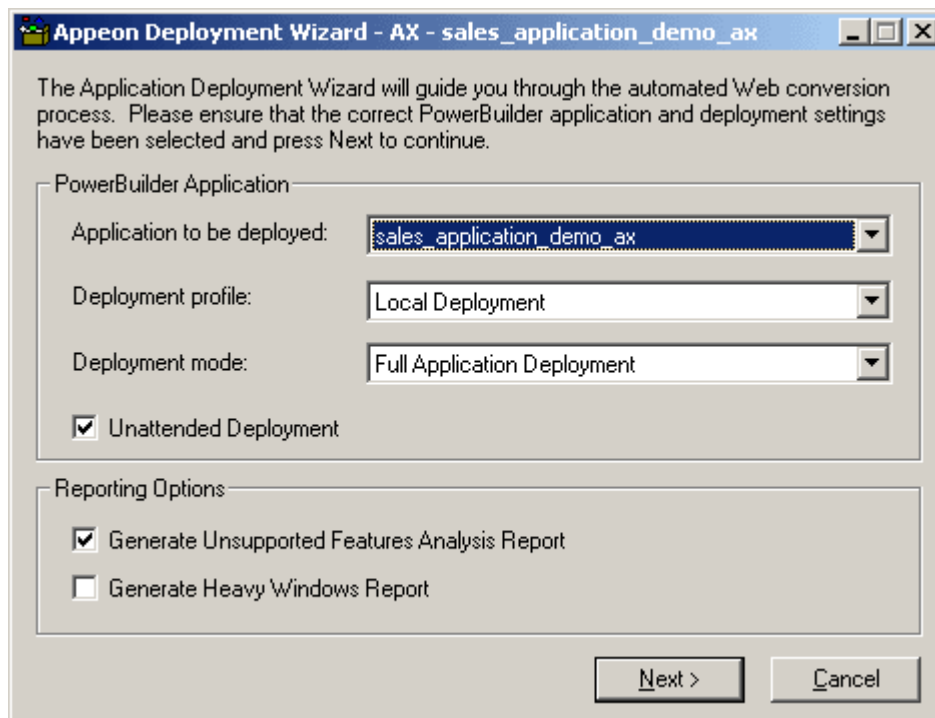 Appeon Deployment Wizard - AX - sales_application_demo_ax
The Application Deployment Wizard will guide you through the automated Web conversion
process. Please ensure that the correct PowerBuilder application and deployment settings
have been selected and press Next to continue.
PowerBuilder Application
Application to be deployed: sales_application_demo_ax
Deployment profile: Local Deployment
Deployment mode: Full Application Deployment
Unattended Deployment
Reporting Options
Generate Unsupported Features Analysis Report
Generate Heavy Windows Report
Next > Cancel